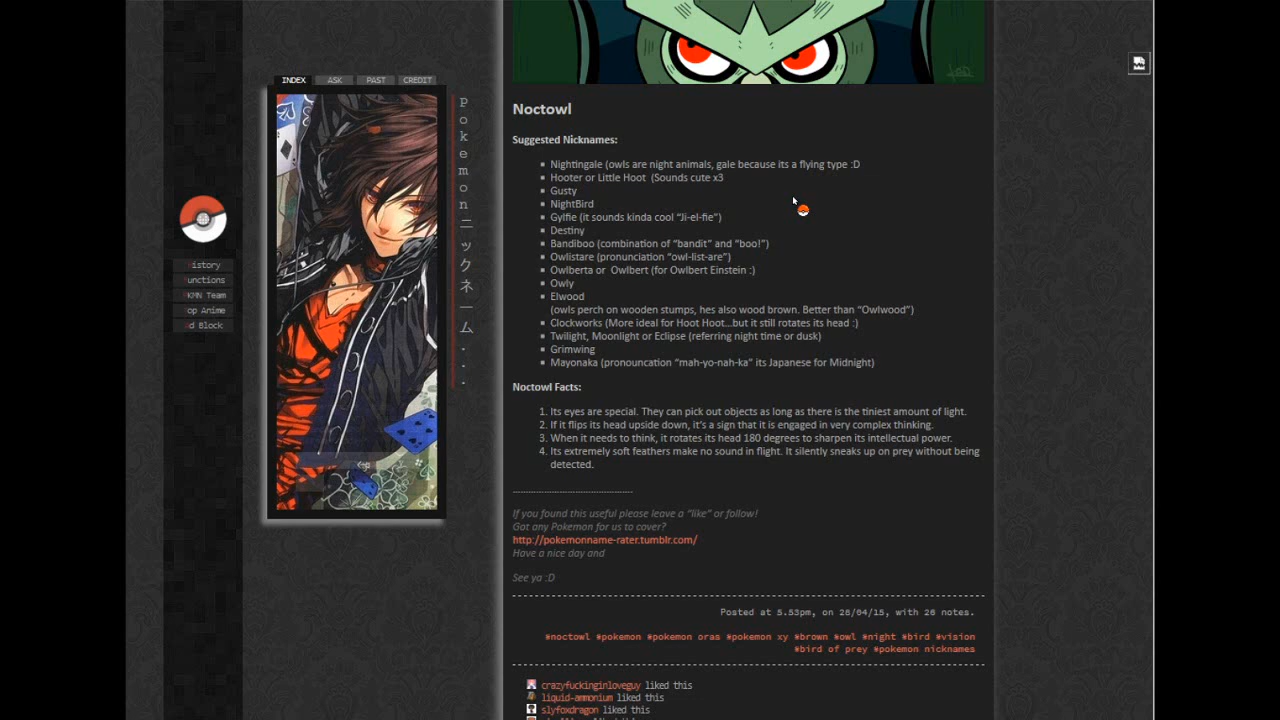 INDEX
ASK
PAST
CREDIT
pokemonニックネーム...
istory
unctions
KMN Team
op Anime
d Block
Noctowl
Suggested Nicknames:
Nightingale (owls are night animals, gale because its a flying type :D
Hooter or Little Hoot (Sounds cute x3
Gusty
NightBird
Gylfie (it sounds kinda cool “Ji-el-fie”)
Destiny
Bandiboo (combination of “bandit” and “boo!”)
Owlistare (pronunciation “owl-list-are”)
Owlberta or Owlbert (for Owlbert Einstein :)
Owly
Elwood
(owls perch on wooden stumps, hes also wood brown. Better than “Owlwood”)
Clockworks (More ideal for Hoot Hoot...but it still rotates its head :)
Twilight, Moonlight or Eclipse (referring night time or dusk)
Grimwing
Mayonaka (pronouncation “mah-yo-nah-ka” its Japanese for Midnight)
Noctowl Facts:
1. Its eyes are special. They can pick out objects as long as there is the tiniest amount of light.
2. If it flips its head upside down, it’s a sign that it is engaged in very complex thinking.
3. When it needs to think, it rotates its head 180 degrees to sharpen its intellectual power.
4. Its extremely soft feathers make no sound in flight. It silently sneaks up on prey without being
detected.
If you found this useful please leave a “like” or follow!
Got any Pokemon for us to cover?
http://pokemonname-rater.tumblr.com/
Have a nice day and
See ya :D
Posted at 5.53pm, on 28/04/15, with 26 notes.
#noctowl #pokemon #pokemon oras #pokemon xy #brown #owl #night #bird #vision
#bird of prey #pokemon nicknames
crazyfuckinginloveguy liked this
liquid-ammonium liked this
slyfoxdragon liked this